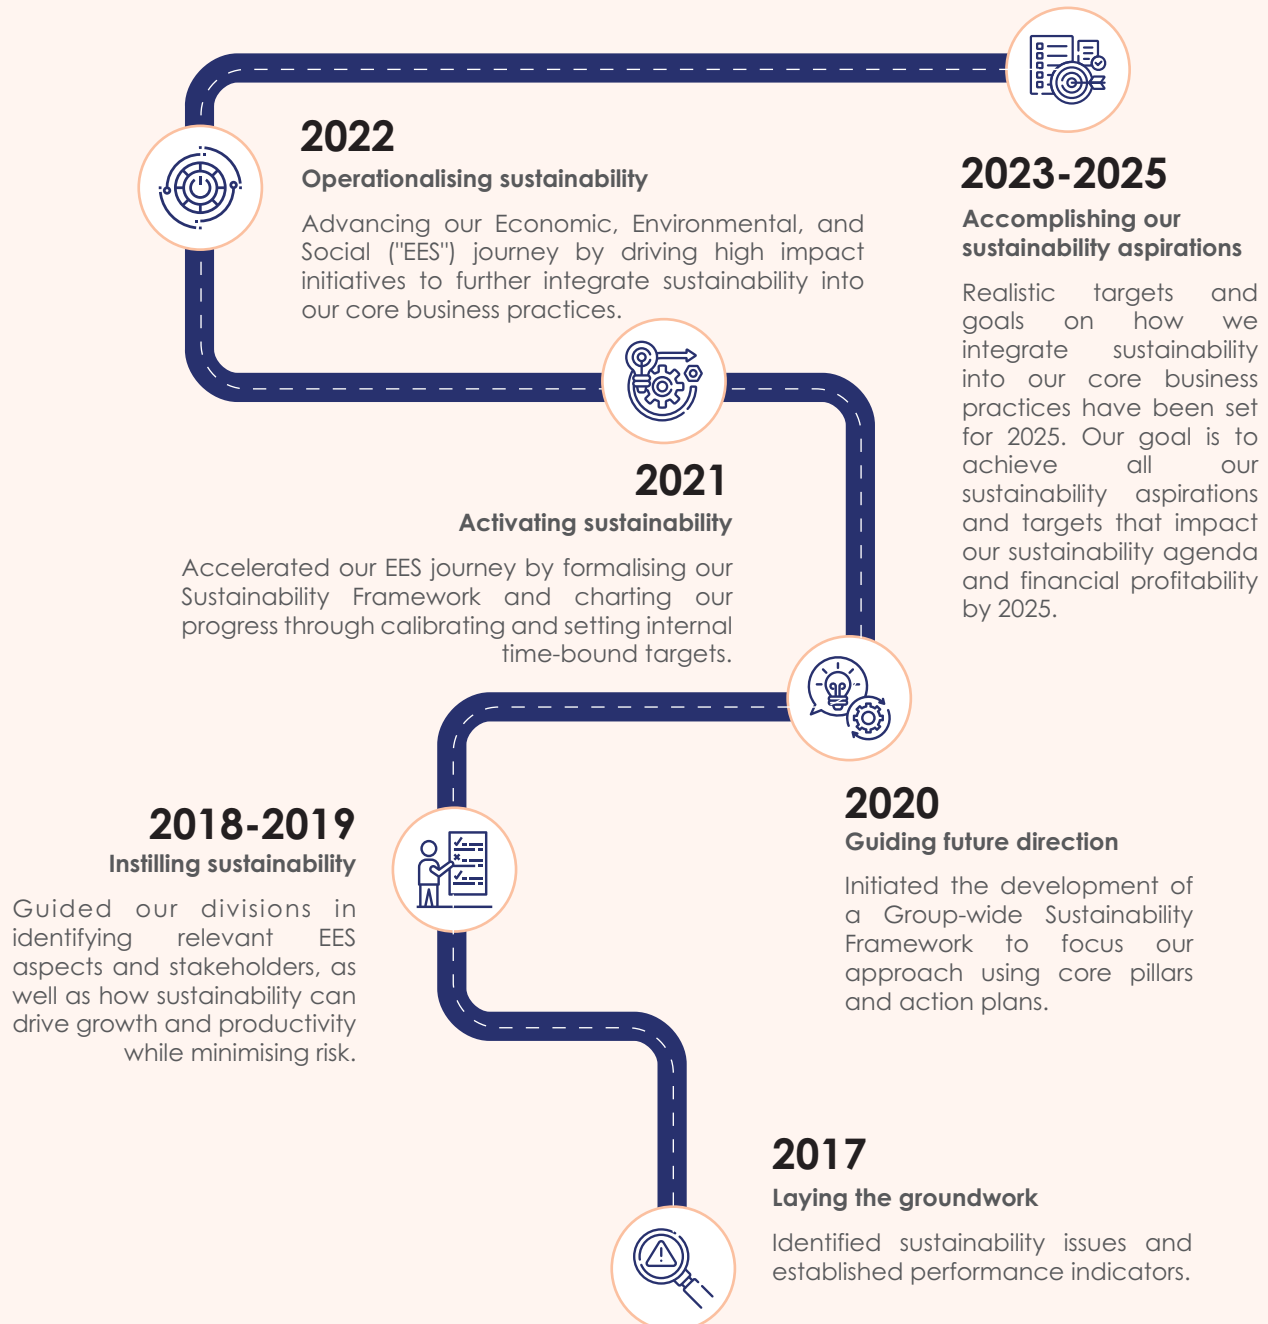 2022
Operationalising sustainability
Advancing our Economic, Environmental, and
Social ("EES") journey by driving high impact
initiatives to further integrate sustainability into
our core business practices.
2023-2025
Accomplishing our
sustainability aspirations
Realistic targets and
goals on how we
integrate sustainability
into our core business
practices have been set
for 2025. Our goal is to
achieve all our
sustainability aspirations
and targets that impact
our sustainability agenda
and financial profitability
by 2025.
2021
Activating sustainability
Accelerated our EES journey by formalising our
Sustainability Framework and charting our
progress through calibrating and setting internal
time-bound targets.
2020
Guiding future direction
Initiated the development of
a Group-wide Sustainability
Framework to focus our
approach using core pillars
and action plans.
2018-2019
Instilling sustainability
Guided our divisions in
identifying relevant EES
aspects and stakeholders, as
well as how sustainability can
drive growth and productivity
while minimising risk.
2017
Laying the groundwork
Identified sustainability issues and
established performance indicators.